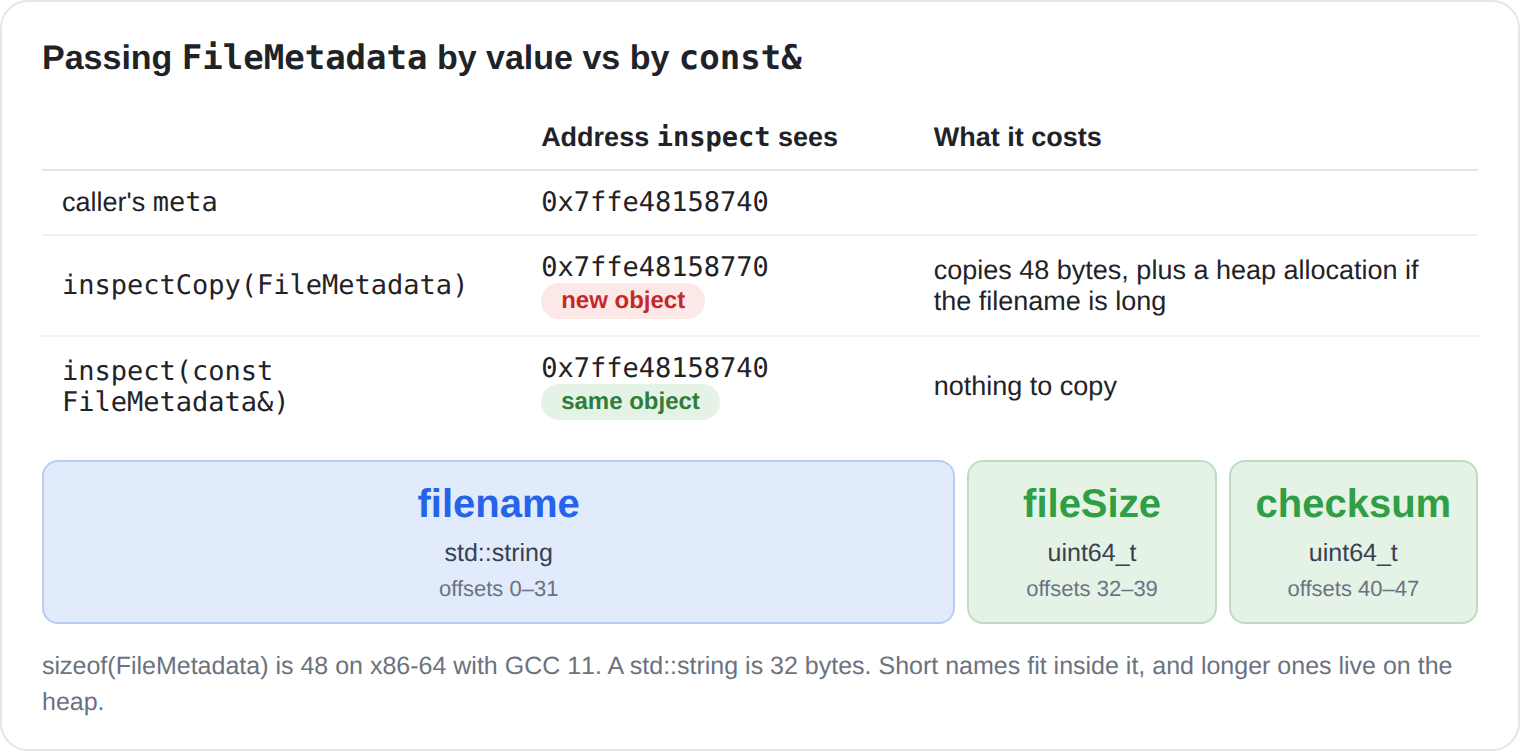 Passing FileMetadata by value vs by const&
Address inspect sees
What it costs
caller's meta
0x7ffe48158740
inspectCopy(FileMetadata)
0x7ffe48158770
new object
copies 48 bytes, plus a heap allocation if
the filename is long
inspect(const
FileMetadata&)
0x7ffe48158740
same object
nothing to copy
filename
std::string
offsets 0–31
fileSize
uint64_t
offsets 32–39
checksum
uint64_t
offsets 40–47
sizeof(FileMetadata) is 48 on x86-64 with GCC 11. A std::string is 32 bytes. Short names fit inside it, and longer ones live on the
heap.